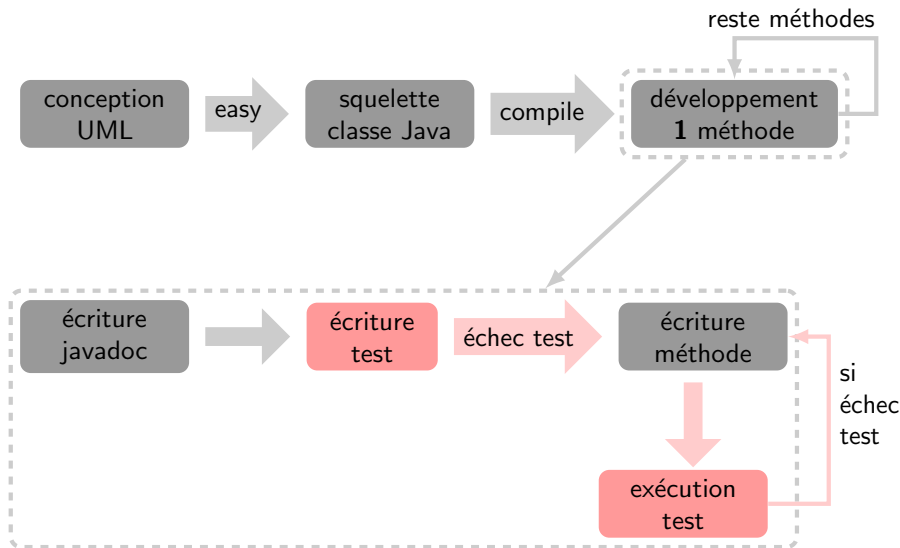 reste méthodes
conception
UML
easy
squelette
classe Java
compile
développement
1 méthode
écriture
javadoc
écriture
test
échec test
écriture
méthode
si
échec
test
exécution
test